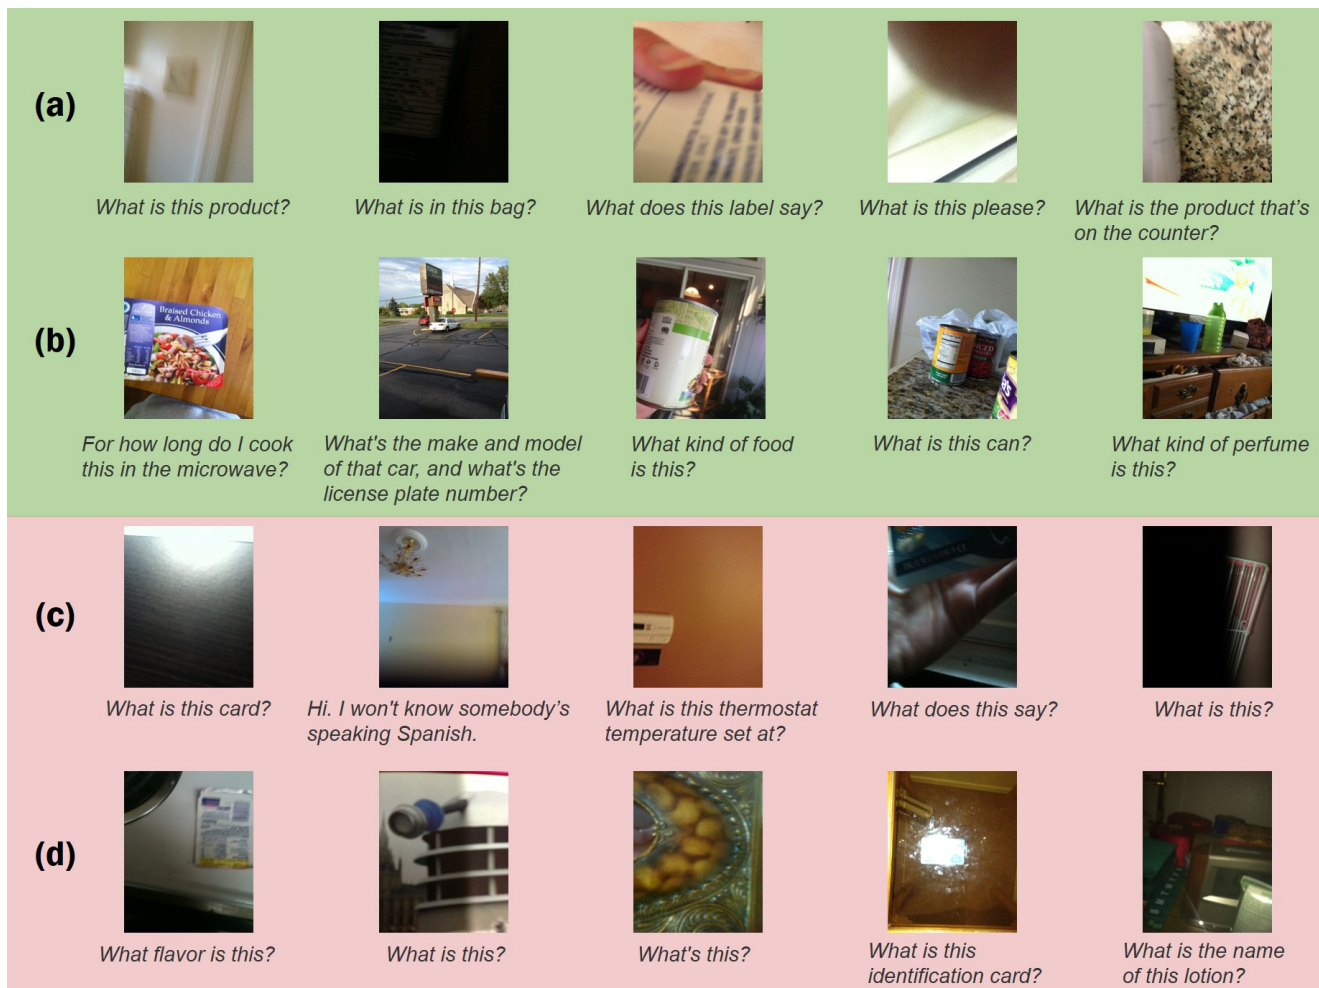 (a)
What is this product?
What is in this bag?
What does this label say?
What is this please?
What is the product that's
on the counter?
(b)
Braised Chicken
& Almonds
For how long do I cook
this in the microwave?
What's the make and model
of that car, and what's the
license plate number?
What kind of food
is this?
What is this can?
What kind of perfume
is this?
(c)
What is this card?
Hi. I won't know somebody's
speaking Spanish.
What is this thermostat
temperature set at?
What does this say?
What is this?
(d)
What flavor is this?
What is this?
What's this?
What is this
identification card?
What is the name
of this lotion?